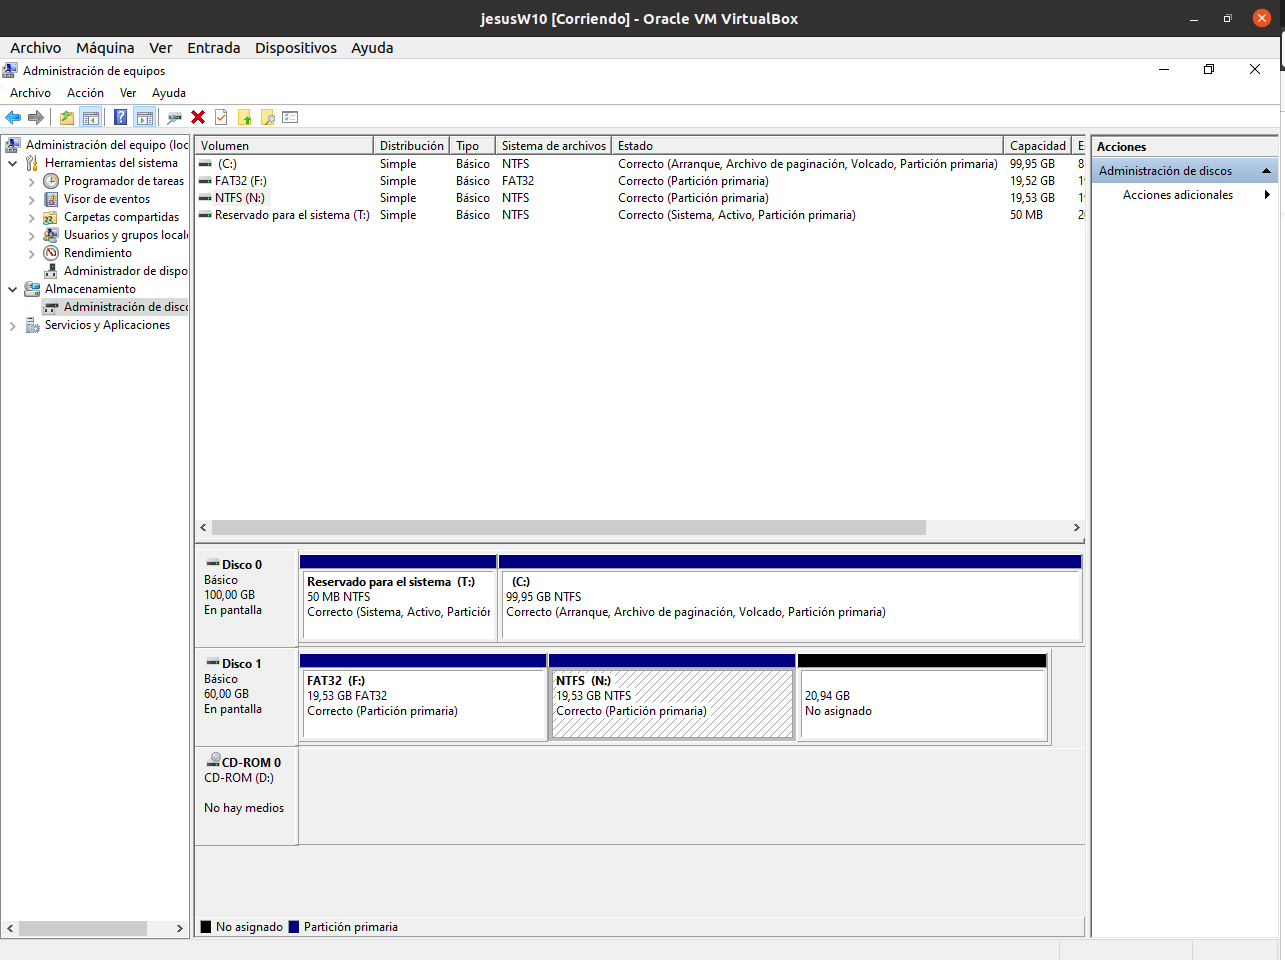 jesusW10 [Corriendo] - Oracle VM VirtualBox
Archivo Máquina Ver Entrada Dispositivos Ayuda
Administración de equipos
Archivo Acción Ver Ayuda
Administración del equipo (loc
Herramientas del sistema
Programador de tareas
Visor de eventos
Carpetas compartidas
Usuarios y grupos locale
Rendimiento
Administrador de dispo
Almacenamiento
Administración de disco
Servicios y Aplicaciones
Volumen Distribución Tipo Sistema de archivos Estado Capacidad E
(C:) Simple Básico NTFS Correcto (Arranque, Archivo de paginación, Volcado, Partición primaria) 99,95 GB 8
FAT32 (F:) Simple Básico FAT32 Correcto (Partición primaria) 19,52 GB 19
NTFS (N:) Simple Básico NTFS Correcto (Partición primaria) 19,53 GB 19
Reservado para el sistema (T:) Simple Básico NTFS Correcto (Sistema, Activo, Partición primaria) 50 MB 20
Disco 0
Básico
100,00 GB
En pantalla
Reservado para el sistema (T:)
50 MB NTFS
Correcto (Sistema, Activo, Partición
(C:)
99,95 GB NTFS
Correcto (Arranque, Archivo de paginación, Volcado, Partición primaria)
Disco 1
Básico
60,00 GB
En pantalla
FAT32 (F:)
19,53 GB FAT32
Correcto (Partición primaria)
NTFS (N:)
19,53 GB NTFS
Correcto (Partición primaria)
20,94 GB
No asignado
CD-ROM 0
CD-ROM (D:)
No hay medios
No asignado Partición primaria
Acciones
Administración de discos
Acciones adicionales